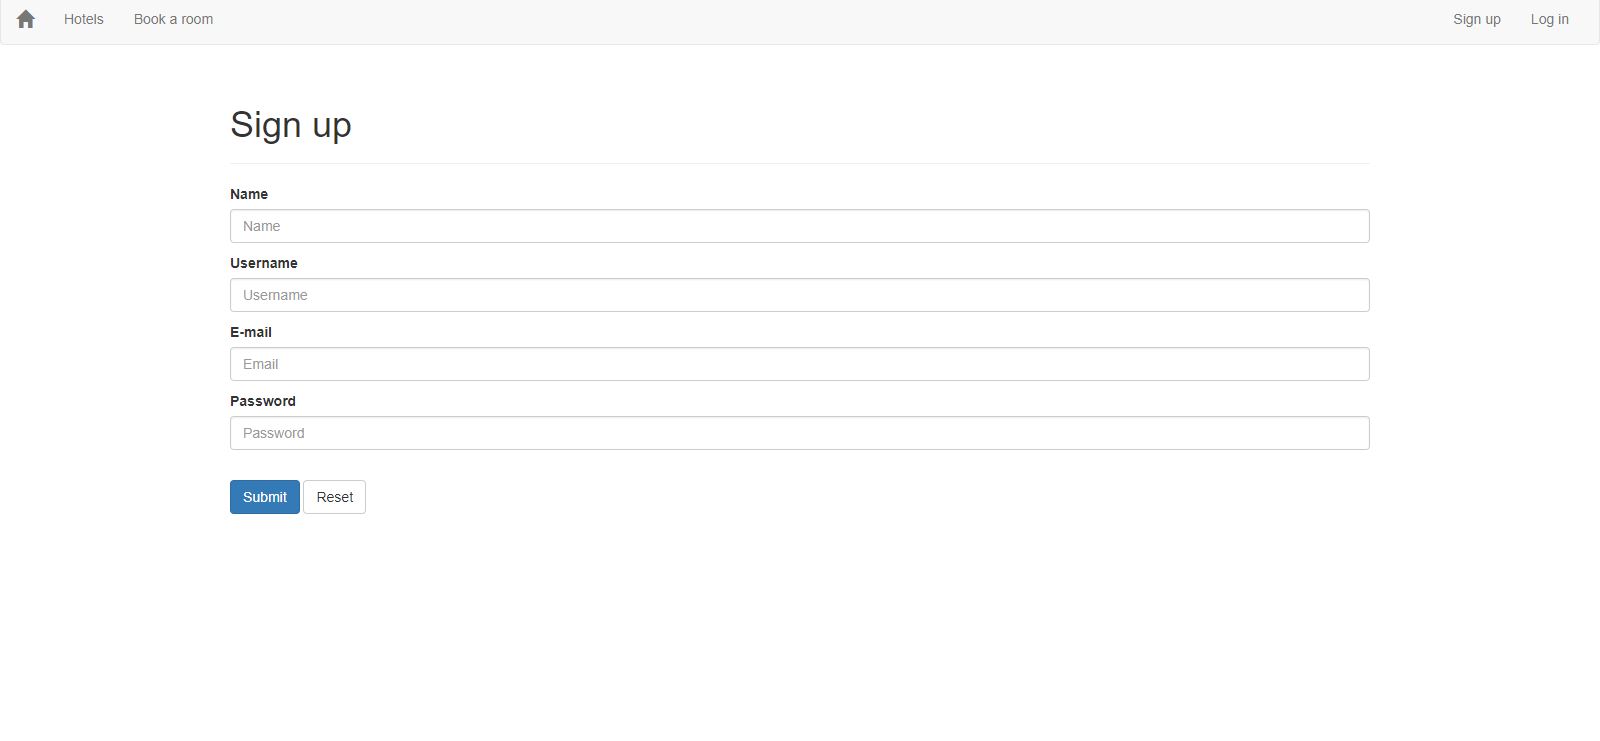 Hotels Book a room Sign up Log in
Sign up
Name
Name
Username
Username
E-mail
Email
Password
Password
Submit Reset